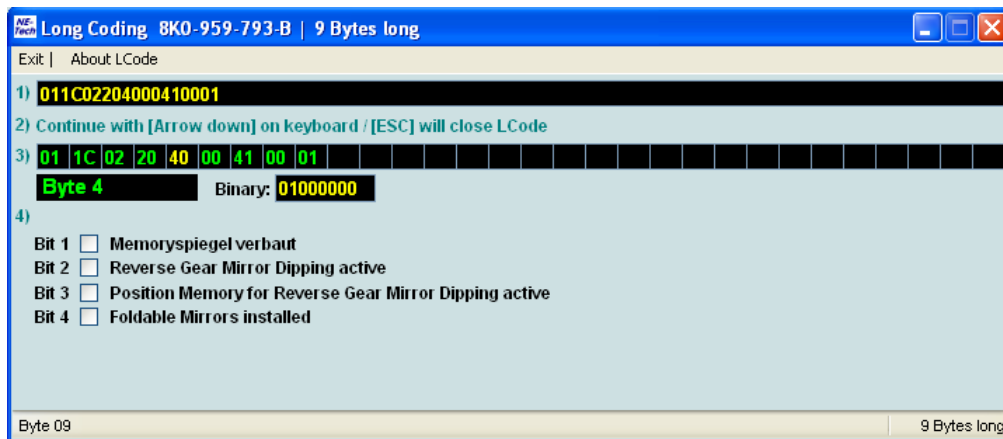 NE-Tech Long Coding 8K0-959-793-B | 9 Bytes long
Exit | About LCode
1) 011C02204000410001
2) Continue with [Arrow down] on keyboard / [ESC] will close LCode
3) 01 1C 02 20 40 00 41 00 01
Byte 4 Binary: 01000000
4)
Bit 1 Memoryspiegel verbaut
Bit 2 Reverse Gear Mirror Dipping active
Bit 3 Position Memory for Reverse Gear Mirror Dipping active
Bit 4 Foldable Mirrors installed
Byte 09 9 Bytes long